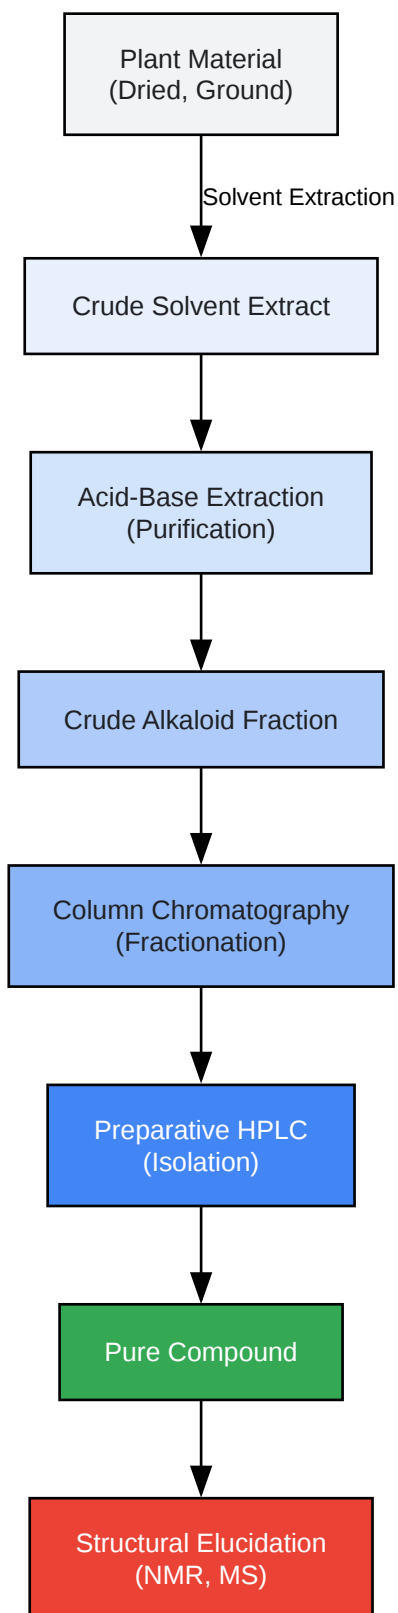 Plant Material
(Dried, Ground)
Solvent Extraction
Crude Solvent Extract
Acid-Base Extraction
(Purification)
Crude Alkaloid Fraction
Column Chromatography
(Fractionation)
Preparative HPLC
(Isolation)
Pure Compound
Structural Elucidation
(NMR, MS)